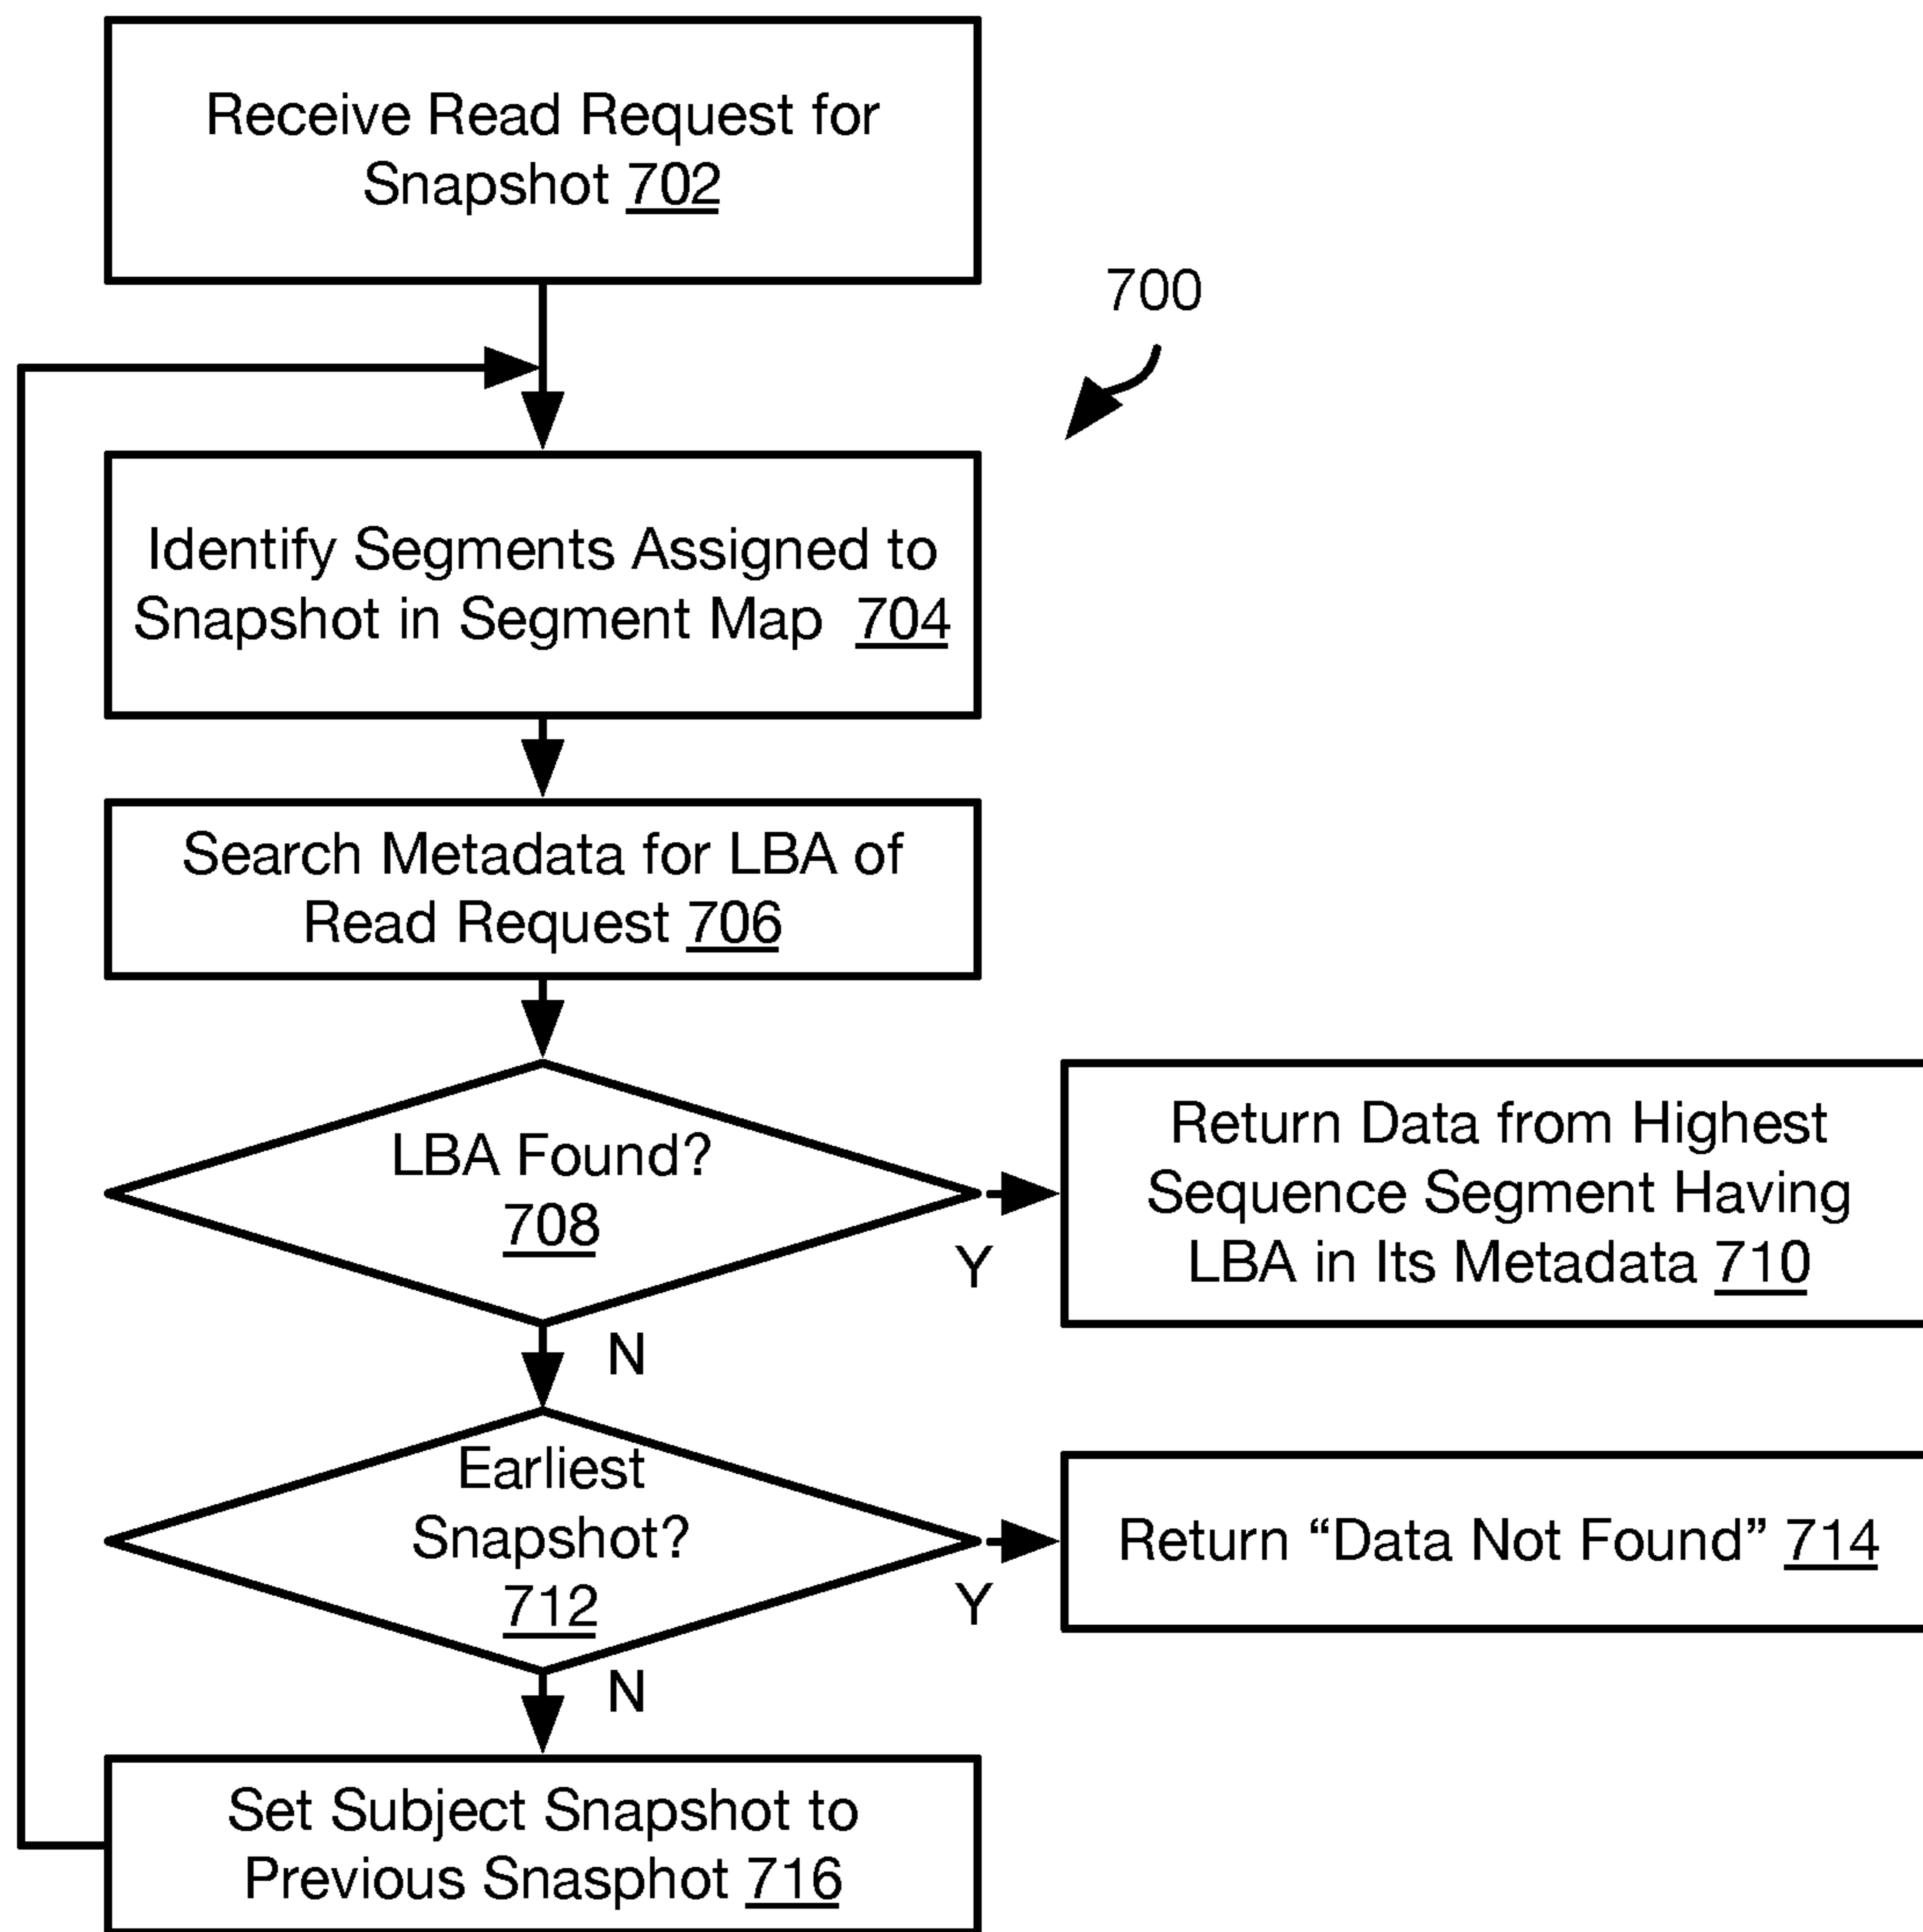 Receive Read Request for
Snapshot 702
700
Identify Segments Assigned to
Snapshot in Segment Map 704
Search Metadata for LBA of
Read Request 706
LBA Found?
708
Y
N
Return Data from Highest
Sequence Segment Having
LBA in Its Metadata 710
Earliest
Snapshot?
712
Y
N
Return “Data Not Found” 714
Set Subject Snapshot to
Previous Snasphot 716